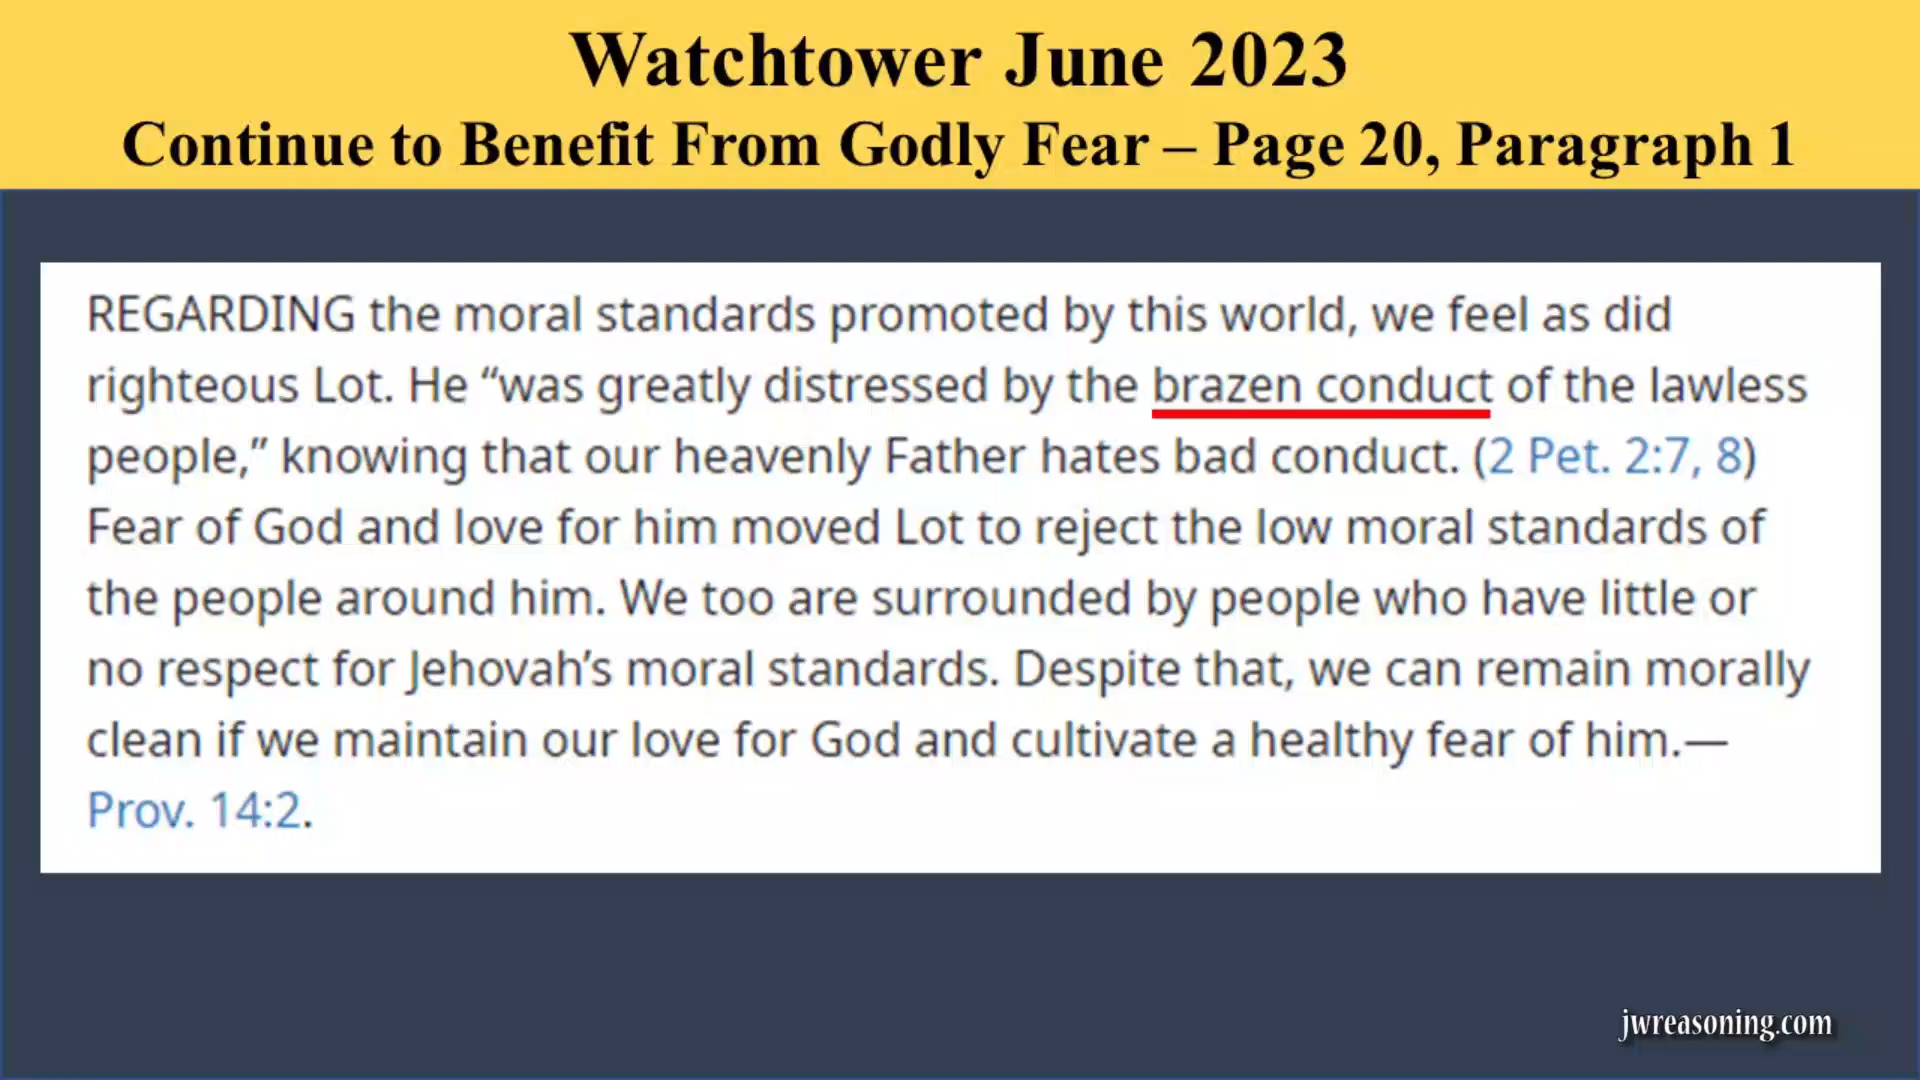 Watchtower June 2023
Continue to Benefit From Godly Fear – Page 20, Paragraph 1
REGARDING the moral standards promoted by this world, we feel as did
righteous Lot. He “was greatly distressed by the brazen conduct of the lawless
people,” knowing that our heavenly Father hates bad conduct. (2 Pet. 2:7, 8)
Fear of God and love for him moved Lot to reject the low moral standards of
the people around him. We too are surrounded by people who have little or
no respect for Jehovah’s moral standards. Despite that, we can remain morally
clean if we maintain our love for God and cultivate a healthy fear of him.—
Prov. 14:2.
jwreasoning.com